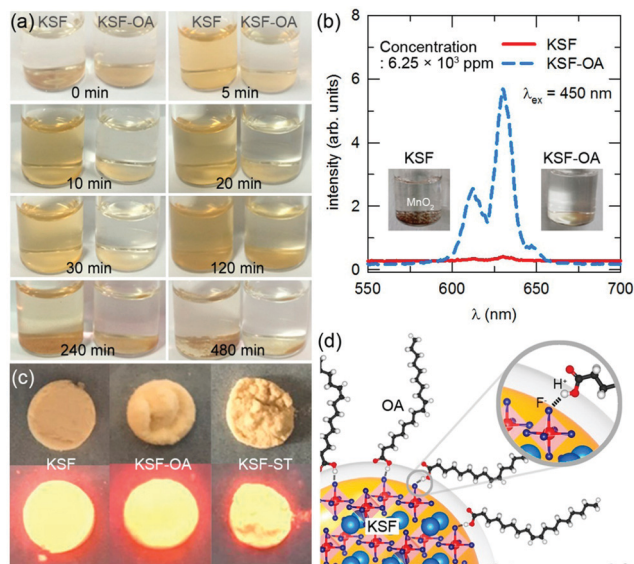 (a)
KSF KSF-OA KSF KSF-OA
0 min 5 min
10 min 20 min
30 min 120 min
240 min 480 min
(b)
Concentration
: 6.25 × 10³ ppm
KSF
KSF-OA
λex = 450 nm
KSF
MnO2
KSF-OA
intensity (arb. units)
8
6
4
2
0
550 600 650 700
λ (nm)
(c)
KSF KSF-OA KSF-ST
(d)
OA
H+
F-
KSF